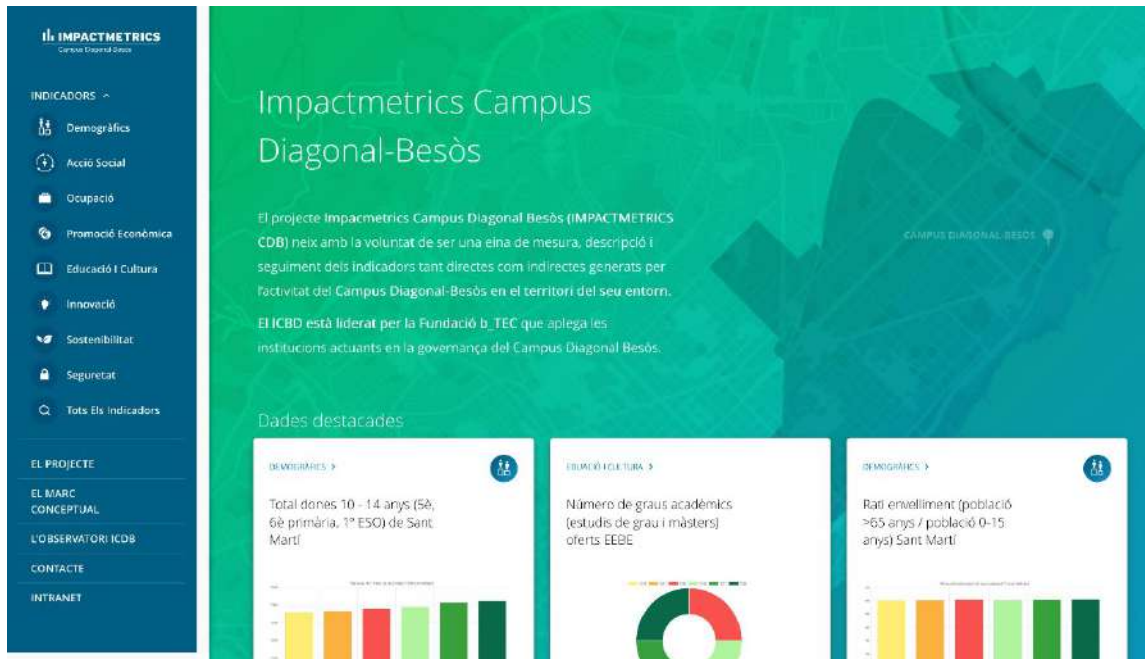 IMPACTMETRICS
Campus Diagonal Besòs
INDICADORS
Demogràfics
Acció Social
Ocupació
Promoció Econòmica
Educació I Cultura
Innovació
Sostenibilitat
Seguretat
Tots Els Indicadors
EL PROJECTE
EL MARC
CONCEPTUAL
L'OBSERVATORI ICDB
CONTACTE
INTRANET
Impactmetrics Campus
Diagonal-Besòs
El projecte Impacmetrics Campus Diagonal Besòs (IMPACTMETRICS
CDB) neix amb la voluntat de ser una eina de mesura, descripció i
seguiment dels indicadors tant directes com indirectes generats per
l'activitat del Campus Diagonal-Besòs en el territori del seu entorn.
El ICBD està liderat per la Fundació b_TEC que aplega les
institucions actuants en la governança del Campus Diagonal Besòs.
CAMPUS DIAGONAL-BESÒS
Dades destacades
DEMOGRÀFICS >
Total dones 10 - 14 anys (5è,
6è primària, 1º ESO) de Sant
Martí
EDUACIÓ I CULTURA >
Número de graus acadèmics
(estudis de grau i màsters)
oferts EEBE
DEMOGRÀFICS >
Rati envelliment (població
>65 anys / població 0-15
anys) Sant Martí